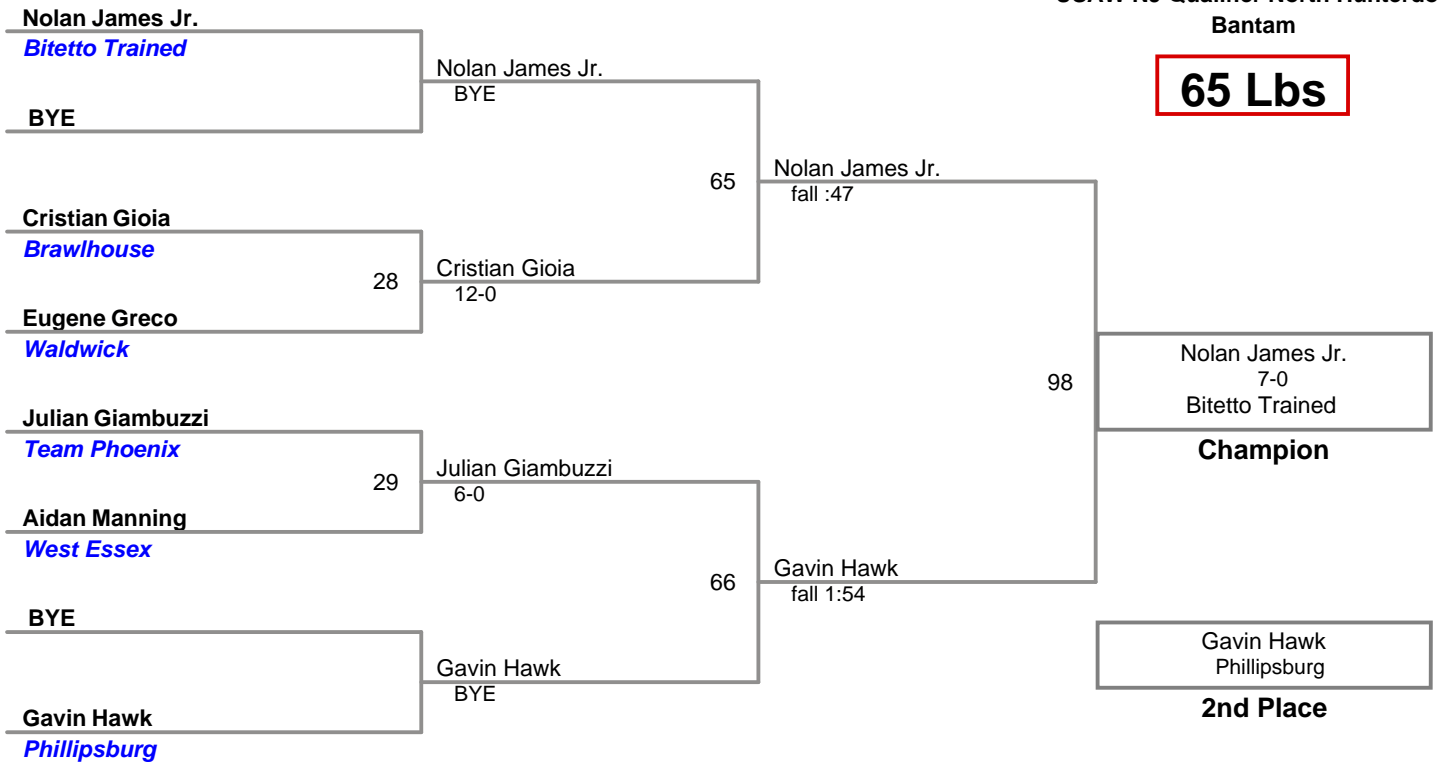 Bantam
65 Lbs
Nolan James Jr.
Bitetto Trained
BYE
Cristian Gioia
Brawlhouse
28
Eugene Greco
Waldwick
Julian Giambuzzi
Team Phoenix
29
Aidan Manning
West Essex
BYE
Gavin Hawk
Phillipsburg
Nolan James Jr.
BYE
65
Cristian Gioia
12-0
Julian Giambuzzi
6-0
66
Gavin Hawk
BYE
Nolan James Jr.
fall :47
98
Gavin Hawk
fall 1:54
Nolan James Jr.
7-0
Bitetto Trained
Champion
Gavin Hawk
Phillipsburg
2nd Place